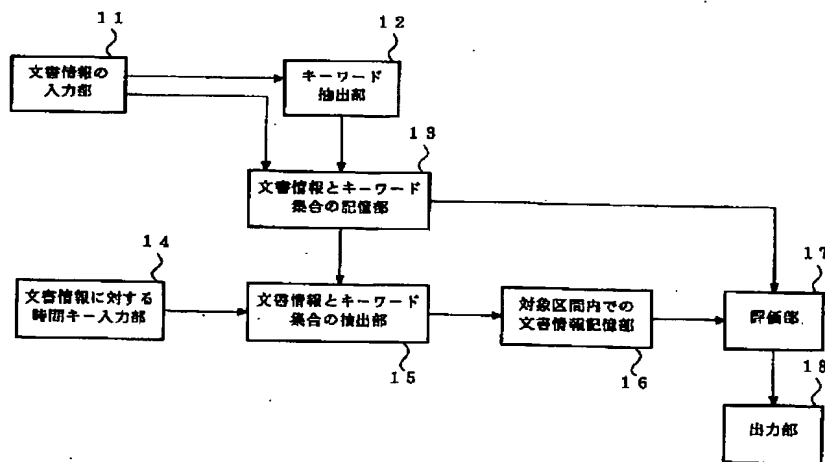 11
文書情報の
入力部
12
キーワード
抽出部
13
文書情報とキーワード
集合の記憶部
14
文書情報に対する
時間キー入力部
文書情報とキーワード
集合の抽出部
15
対象区間内での
文書情報記憶部
16
17
評価部
18
出力部